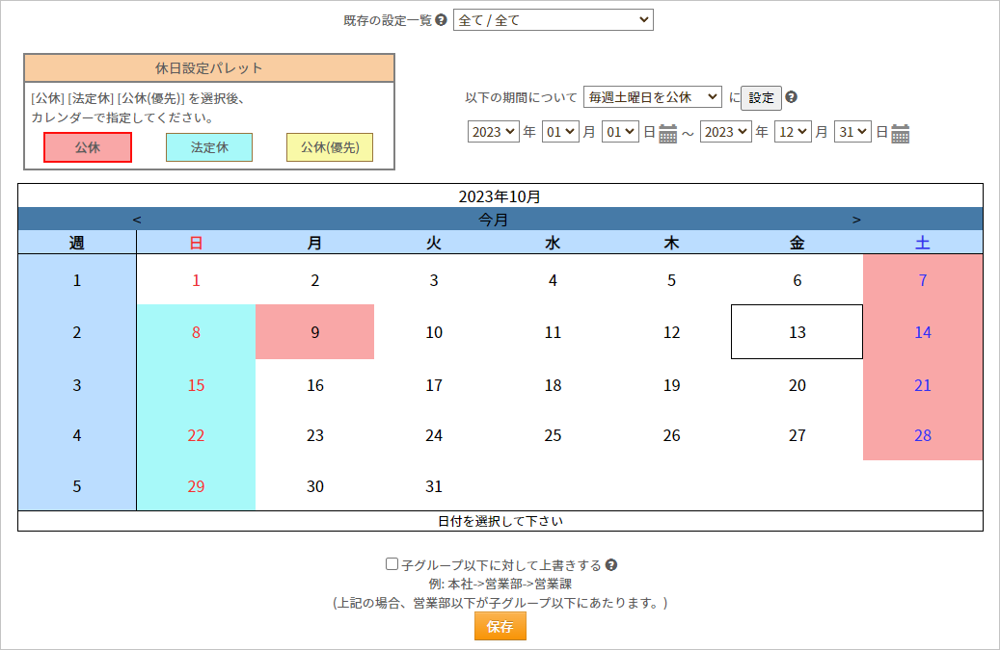 既存の設定一覧 ? 全て / 全て
休日設定パレット
[公休] [法定休] [公休(優先)] を選択後、
カレンダーで指定してください。
公休 法定休 公休(優先)
以下の期間について 毎週土曜日を公休 に 設定 ?
2023 年 01 月 01 日 ～ 2023 年 12 月 31 日
2023年10月
< 今月 >
週 日 月 火 水 木 金 土
1 1 2 3 4 5 6 7
2 8 9 10 11 12 13 14
3 15 16 17 18 19 20 21
4 22 23 24 25 26 27 28
5 29 30 31
日付を選択して下さい
子グループ以下に対して上書きする ?
例: 本社->営業部->営業課
(上記の場合、営業部以下が子グループ以下にあたります。)
保存